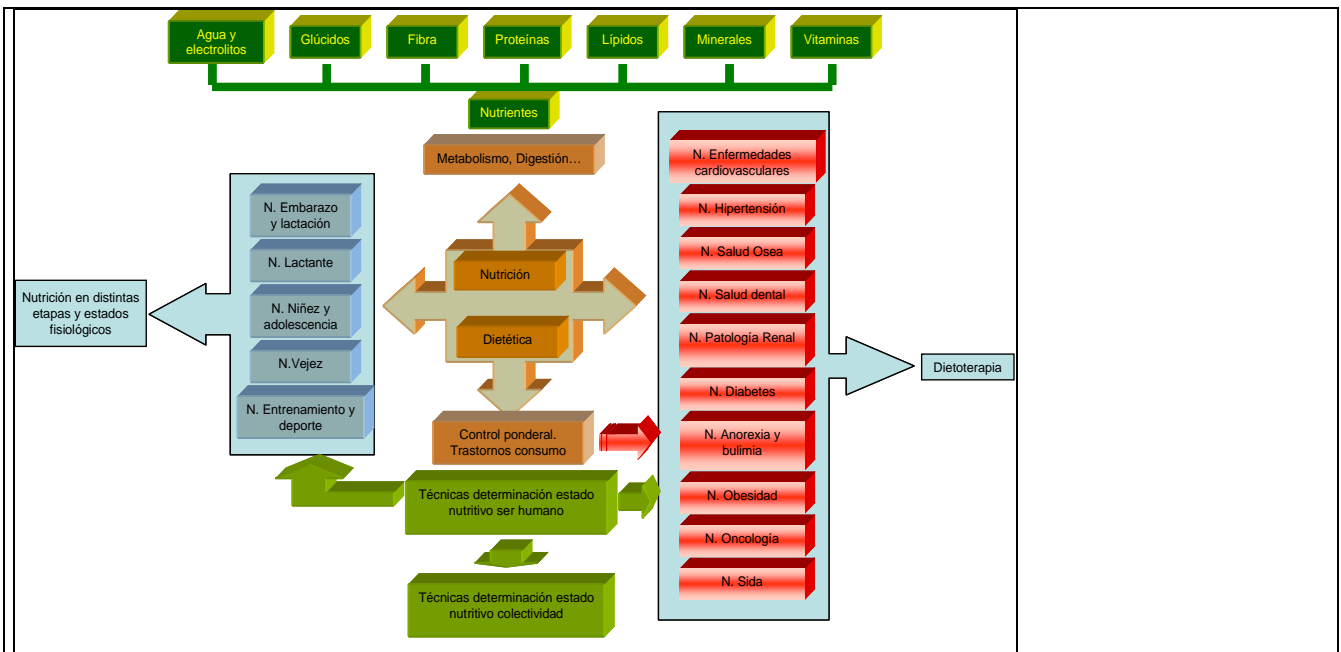 Agua y
electrolitos
Glúcidos
Fibra
Proteínas
Lípidos
Minerales
Vitaminas
Nutrientes
Metabolismo, Digestión…
N. Embarazo
y lactación
N. Lactante
N. Niñez y
adolescencia
N.Vejez
N. Entrenamiento y
deporte
Nutrición en distintas
etapas y estados
fisiológicos
Nutrición
Dietética
Control ponderal.
Trastornos consumo
Técnicas determinación estado
nutritivo ser humano
Técnicas determinación estado
nutritivo colectividad
N. Enfermedades
cardiovasculares
N. Hipertensión
N. Salud Osea
N. Salud dental
N. Patología Renal
N. Diabetes
N. Anorexia y
bulimia
N. Obesidad
N. Oncología
N. Sida
Dietoterapia